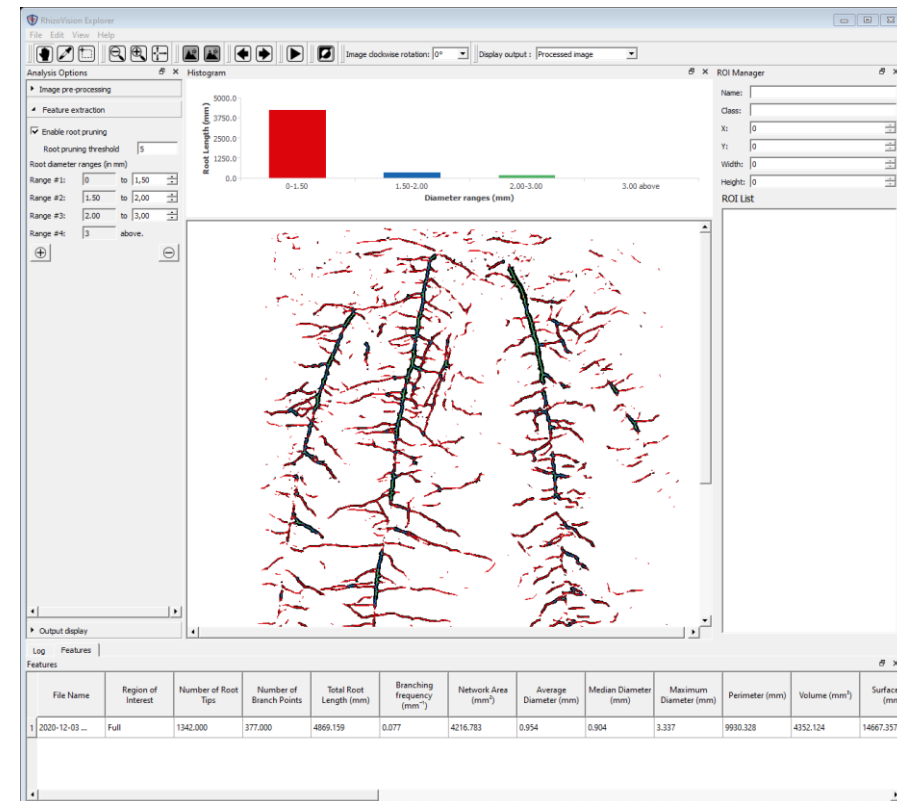 RhizoVision Explorer
File Edit View Help
Image clockwise rotation: 0° Display output : Processed image
Analysis Options
Image pre-processing
Feature extraction
Enable root pruning
Root pruning threshold 5
Root diameter ranges (in mm)
Range #1: 0 to 1,50
Range #2: 1.50 to 2,00
Range #3: 2.00 to 3,00
Range #4: 3 above.
Output display
Histogram
Root Length (mm)
5000.0
3750.0
2500.0
1250.0
0.0
0-1.50 1.50-2.00 2.00-3.00 3.00 above
Diameter ranges (mm)
ROI Manager
Name:
Class:
X: 0
Y: 0
Width: 0
Height: 0
ROI List
Log Features
Features
File Name Region of Interest Number of Root Tips Number of Branch Points Total Root Length (mm) Branching frequency (mm⁻¹) Network Area (mm²) Average Diameter (mm) Median Diameter (mm) Maximum Diameter (mm) Perimeter (mm) Volume (mm³) Surface (mm
1 2020-12-03 ... Full 1342.000 377.000 4869.159 0.077 4216.783 0.954 0.904 3.337 9930.328 4352.124 14667.357